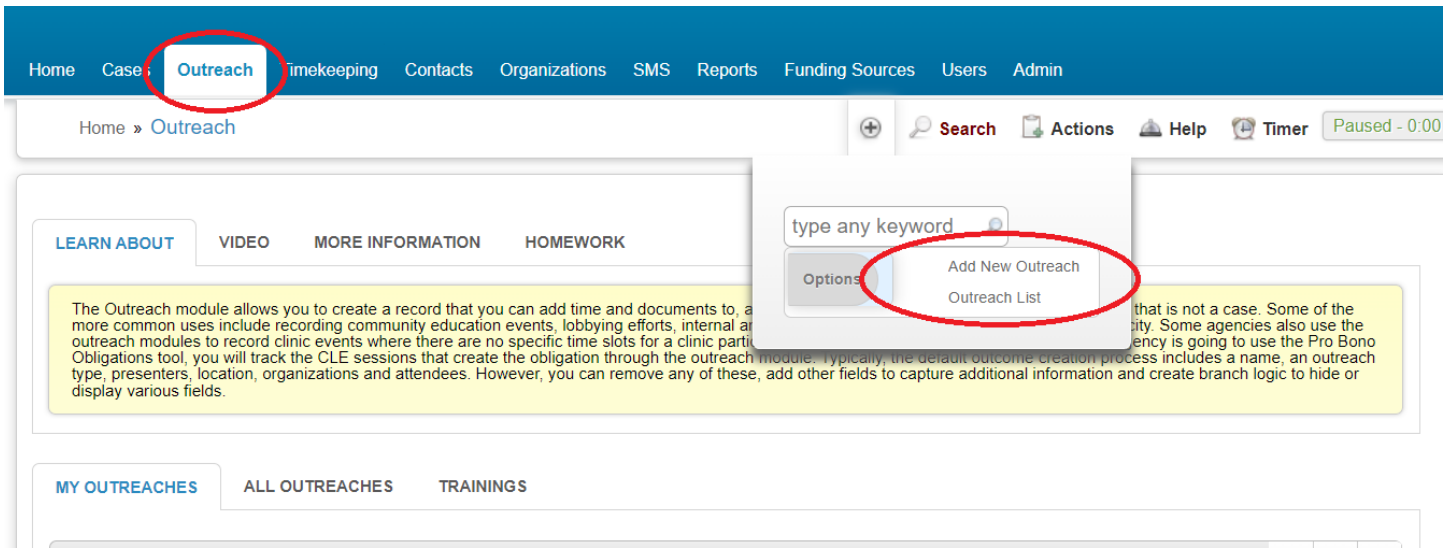 Home Cases Outreach Timekeeping Contacts Organizations SMS Reports Funding Sources Users Admin
Home » Outreach
Search Actions Help Timer Paused - 0:00
type any keyword
Options
Add New Outreach
Outreach List
LEARN ABOUT VIDEO MORE INFORMATION HOMEWORK
The Outreach module allows you to create a record that you can add time and documents to, a that is not a case. Some of the
more common uses include recording community education events, lobbying efforts, internal ar city. Some agencies also use the
outreach modules to record clinic events where there are no specific time slots for a clinic parti ency is going to use the Pro Bono
Obligations tool, you will track the CLE sessions that create the obligation through the outreach module. Typically, the default outcome creation process includes a name, an outreach
type, presenters, location, organizations and attendees. However, you can remove any of these, add other fields to capture additional information and create branch logic to hide or
display various fields.
MY OUTREACHES ALL OUTREACHES TRAININGS